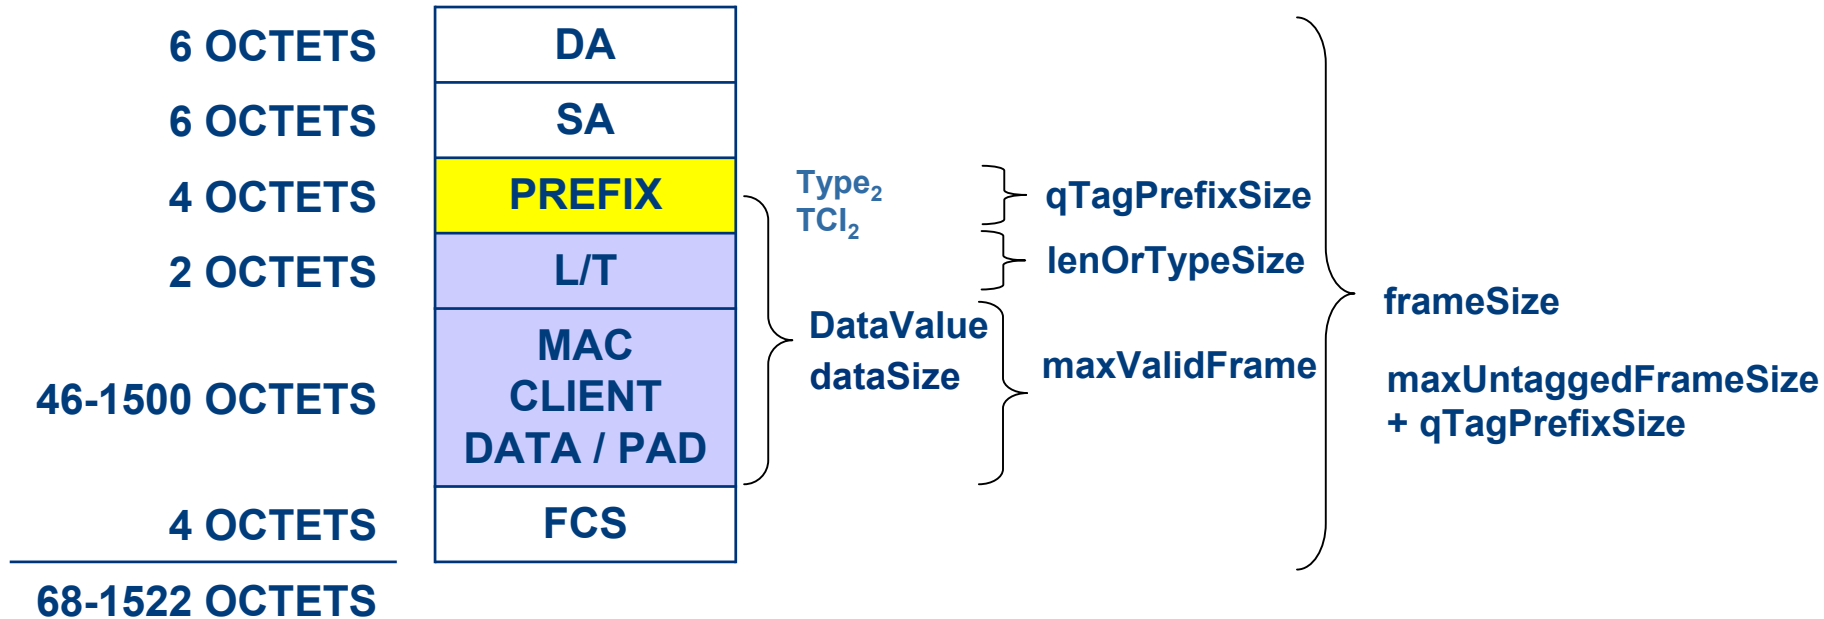 6 OCTETS
DA
6 OCTETS
SA
4 OCTETS
PREFIX
Type2
TCI2
qTagPrefixSize
2 OCTETS
L/T
lenOrTypeSize
46-1500 OCTETS
MAC
CLIENT
DATA / PAD
DataValue
dataSize
maxValidFrame
frameSize
maxUntaggedFrameSize
+ qTagPrefixSize
4 OCTETS
FCS
68-1522 OCTETS